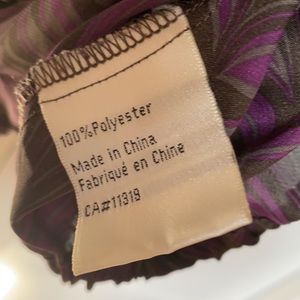 100%Polyester
Made in China
Fabriqué en Chine
CA#11319